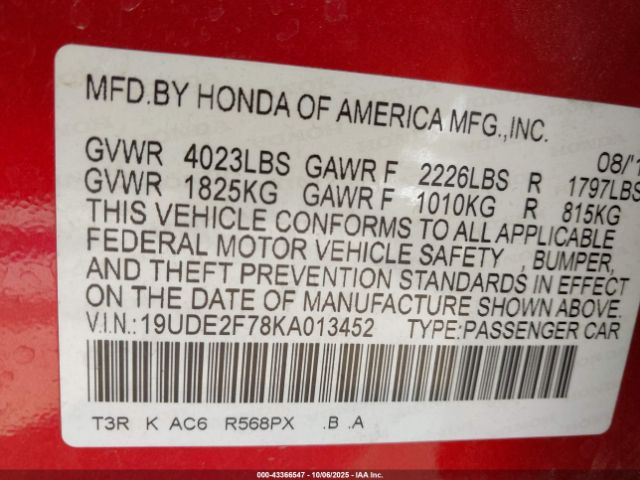 MFD.BY HONDA OF AMERICA MFG.,INC.
08/1
GVWR 4023LBS GAWR F 2226LBS R 1797LBS
GVWR 1825KG GAWR F 1010KG R 815KG
THIS VEHICLE CONFORMS TO ALL APPLICABLE
FEDERAL MOTOR VEHICLE SAFETY , BUMPER,
AND THEFT PREVENTION STANDARDS IN EFFECT
ON THE DATE OF MANUFACTURE SHOWN ABOVE.
V.I.N.:19UDE2F78KA013452 TYPE:PASSENGER CAR
T3R K AC6 R568PX .B .A
000-43366547 - 10/06/2025 - IAA Inc.